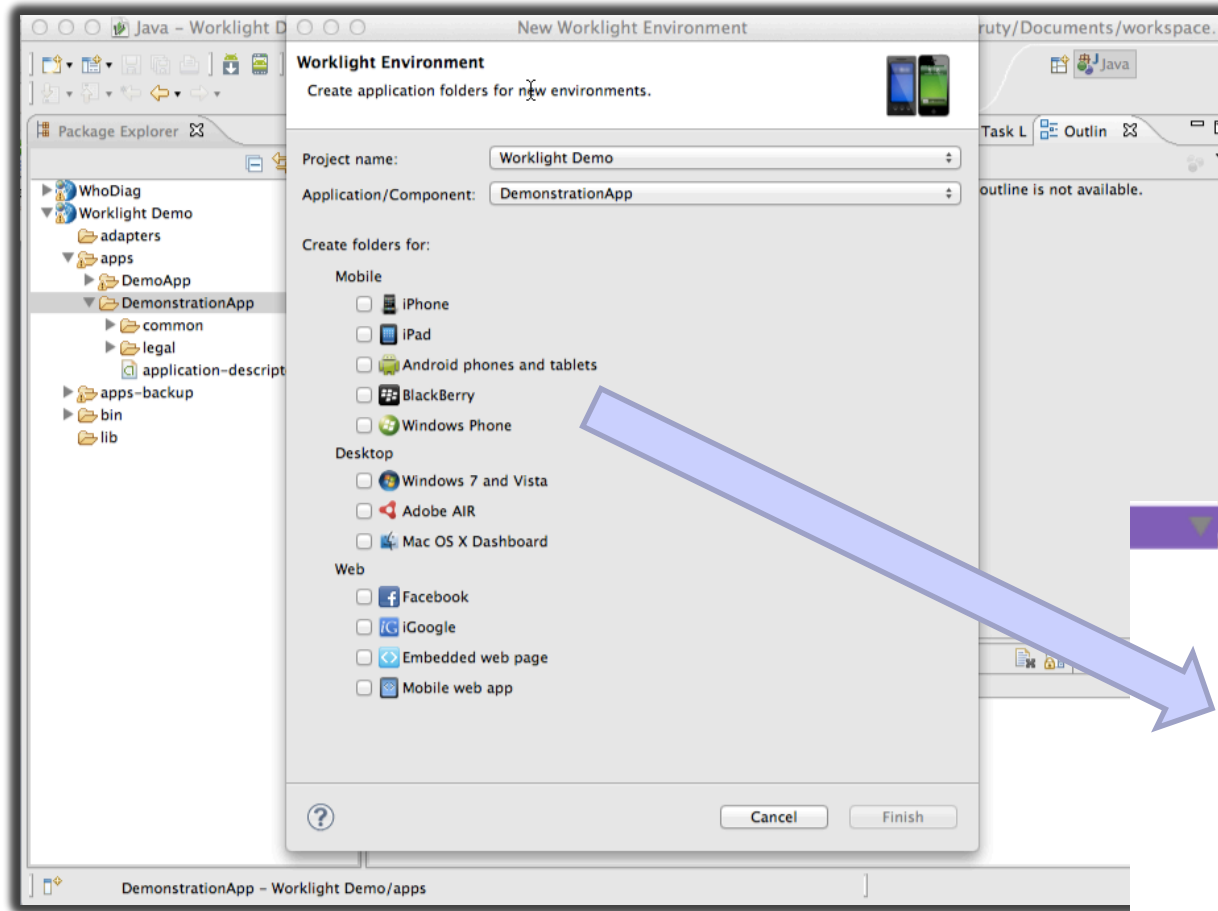 Java – Worklight D
New Worklight Environment
ruty/Documents/workspace.
Worklight Environment
Create application folders for new environments.
Java
Package Explorer
Task L
Outlin
Project name:
Worklight Demo
Application/Component:
DemonstrationApp
outline is not available.
WhoDiag
Worklight Demo
adapters
apps
DemoApp
DemonstrationApp
common
legal
application-descript
apps-backup
bin
lib
Create folders for:
Mobile
iPhone
iPad
Android phones and tablets
BlackBerry
Windows Phone
Desktop
Windows 7 and Vista
Adobe AIR
Mac OS X Dashboard
Web
Facebook
iG iGoogle
Embedded web page
Mobile web app
?
Cancel
Finish
DemonstrationApp – Worklight Demo/apps